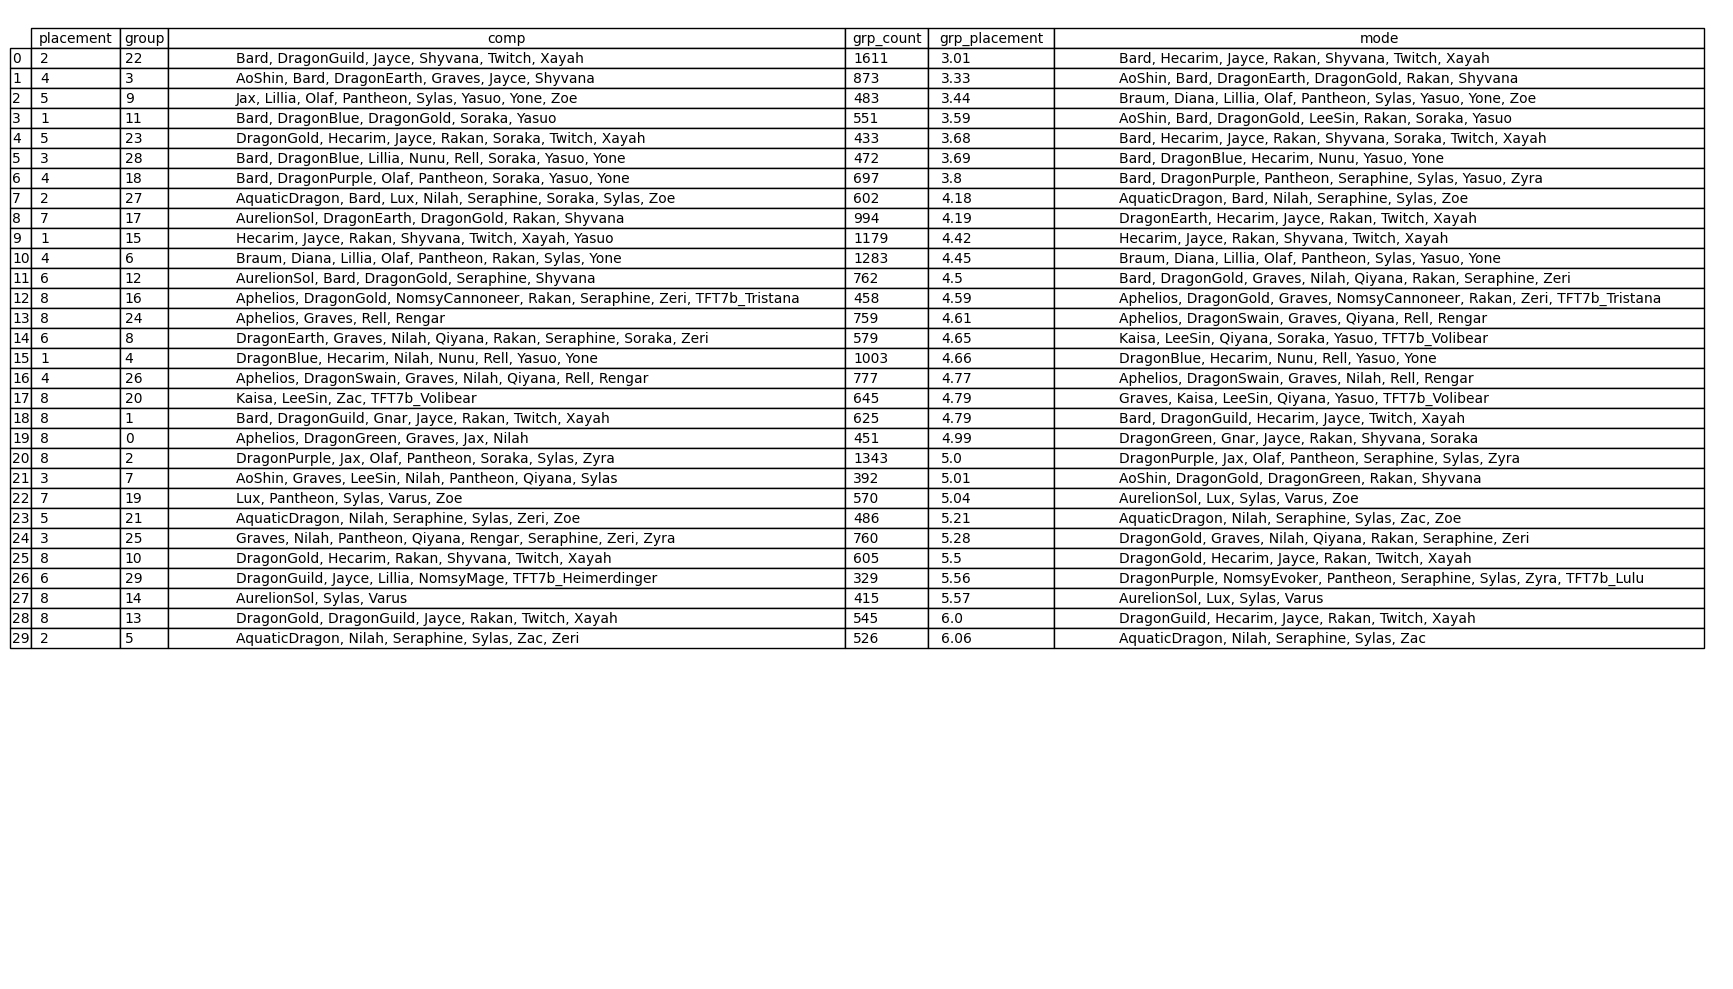 placement group comp grp_count grp_placement mode
0 2 22 Bard, DragonGuild, Jayce, Shyvana, Twitch, Xayah 1611 3.01 Bard, Hecarim, Jayce, Rakan, Shyvana, Twitch, Xayah
1 4 3 AoShin, Bard, DragonEarth, Graves, Jayce, Shyvana 873 3.33 AoShin, Bard, DragonEarth, DragonGold, Rakan, Shyvana
2 5 9 Jax, Lillia, Olaf, Pantheon, Sylas, Yasuo, Yone, Zoe 483 3.44 Braum, Diana, Lillia, Olaf, Pantheon, Sylas, Yasuo, Yone, Zoe
3 1 11 Bard, DragonBlue, DragonGold, Soraka, Yasuo 551 3.59 AoShin, Bard, DragonGold, LeeSin, Rakan, Soraka, Yasuo
4 5 23 DragonGold, Hecarim, Jayce, Rakan, Soraka, Twitch, Xayah 433 3.68 Bard, Hecarim, Jayce, Rakan, Shyvana, Soraka, Twitch, Xayah
5 3 28 Bard, DragonBlue, Lillia, Nunu, Rell, Soraka, Yasuo, Yone 472 3.69 Bard, DragonBlue, Hecarim, Nunu, Yasuo, Yone
6 4 18 Bard, DragonPurple, Olaf, Pantheon, Soraka, Yasuo, Yone 697 3.8 Bard, DragonPurple, Pantheon, Seraphine, Sylas, Yasuo, Zyra
7 2 27 AquaticDragon, Bard, Lux, Nilah, Seraphine, Soraka, Sylas, Zoe 602 4.18 AquaticDragon, Bard, Nilah, Seraphine, Sylas, Zoe
8 7 17 AurelionSol, DragonEarth, DragonGold, Rakan, Shyvana 994 4.19 DragonEarth, Hecarim, Jayce, Rakan, Twitch, Xayah
9 1 15 Hecarim, Jayce, Rakan, Shyvana, Twitch, Xayah, Yasuo 1179 4.42 Hecarim, Jayce, Rakan, Shyvana, Twitch, Xayah
10 4 6 Braum, Diana, Lillia, Olaf, Pantheon, Rakan, Sylas, Yone 1283 4.45 Braum, Diana, Lillia, Olaf, Pantheon, Sylas, Yasuo, Yone
11 6 12 AurelionSol, Bard, DragonGold, Seraphine, Shyvana 762 4.5 Bard, DragonGold, Graves, Nilah, Qiyana, Rakan, Seraphine, Zeri
12 8 16 Aphelios, DragonGold, NomsyCannoneer, Rakan, Seraphine, Zeri, TFT7b_Tristana 458 4.59 Aphelios, DragonGold, Graves, NomsyCannoneer, Rakan, Zeri, TFT7b_Tristana
13 8 24 Aphelios, Graves, Rell, Rengar 759 4.61 Aphelios, DragonSwain, Graves, Qiyana, Rell, Rengar
14 6 8 DragonEarth, Graves, Nilah, Qiyana, Rakan, Seraphine, Soraka, Zeri 579 4.65 Kaisa, LeeSin, Qiyana, Soraka, Yasuo, TFT7b_Volibear
15 1 4 DragonBlue, Hecarim, Nilah, Nunu, Rell, Yasuo, Yone 1003 4.66 DragonBlue, Hecarim, Nunu, Rell, Yasuo, Yone
16 4 26 Aphelios, DragonSwain, Graves, Nilah, Qiyana, Rell, Rengar 777 4.77 Aphelios, DragonSwain, Graves, Nilah, Rell, Rengar
17 8 20 Kaisa, LeeSin, Zac, TFT7b_Volibear 645 4.79 Graves, Kaisa, LeeSin, Qiyana, Yasuo, TFT7b_Volibear
18 8 1 Bard, DragonGuild, Gnar, Jayce, Rakan, Twitch, Xayah 625 4.79 Bard, DragonGuild, Hecarim, Jayce, Twitch, Xayah
19 8 0 Aphelios, DragonGreen, Graves, Jax, Nilah 451 4.99 DragonGreen, Gnar, Jayce, Rakan, Shyvana, Soraka
20 8 2 DragonPurple, Jax, Olaf, Pantheon, Soraka, Sylas, Zyra 1343 5.0 DragonPurple, Jax, Olaf, Pantheon, Seraphine, Sylas, Zyra
21 3 7 AoShin, Graves, LeeSin, Nilah, Pantheon, Qiyana, Sylas 392 5.01 AoShin, DragonGold, DragonGreen, Rakan, Shyvana
22 7 19 Lux, Pantheon, Sylas, Varus, Zoe 570 5.04 AurelionSol, Lux, Sylas, Varus, Zoe
23 5 21 AquaticDragon, Nilah, Seraphine, Sylas, Zeri, Zoe 486 5.21 AquaticDragon, Nilah, Seraphine, Sylas, Zac, Zoe
24 3 25 Graves, Nilah, Pantheon, Qiyana, Rengar, Seraphine, Zeri, Zyra 760 5.28 DragonGold, Graves, Nilah, Qiyana, Rakan, Seraphine, Zeri
25 8 10 DragonGold, Hecarim, Rakan, Shyvana, Twitch, Xayah 605 5.5 DragonGold, Hecarim, Jayce, Rakan, Twitch, Xayah
26 6 29 DragonGuild, Jayce, Lillia, NomsyMage, TFT7b_Heimerdinger 329 5.56 DragonPurple, NomsyEvoker, Pantheon, Seraphine, Sylas, Zyra, TFT7b_Lulu
27 8 14 AurelionSol, Sylas, Varus 415 5.57 AurelionSol, Lux, Sylas, Varus
28 8 13 DragonGold, DragonGuild, Jayce, Rakan, Twitch, Xayah 545 6.0 DragonGuild, Hecarim, Jayce, Rakan, Twitch, Xayah
29 2 5 AquaticDragon, Nilah, Seraphine, Sylas, Zac, Zeri 526 6.06 AquaticDragon, Nilah, Seraphine, Sylas, Zac